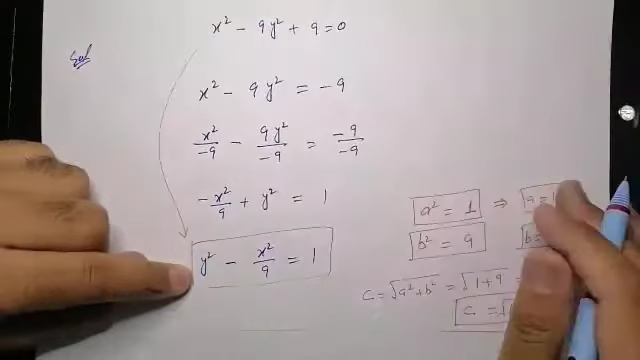 x² - 9y² + 9 = 0
Sol
x² - 9y² = -9
x²/-9 - 9y²/-9 = -9/-9
-x²/9 + y² = 1
y² - x²/9 = 1
a² = 1 ⇒ a = 1
b² = 9 b =
c = √a² + b² = √1 + 9 =
c = √